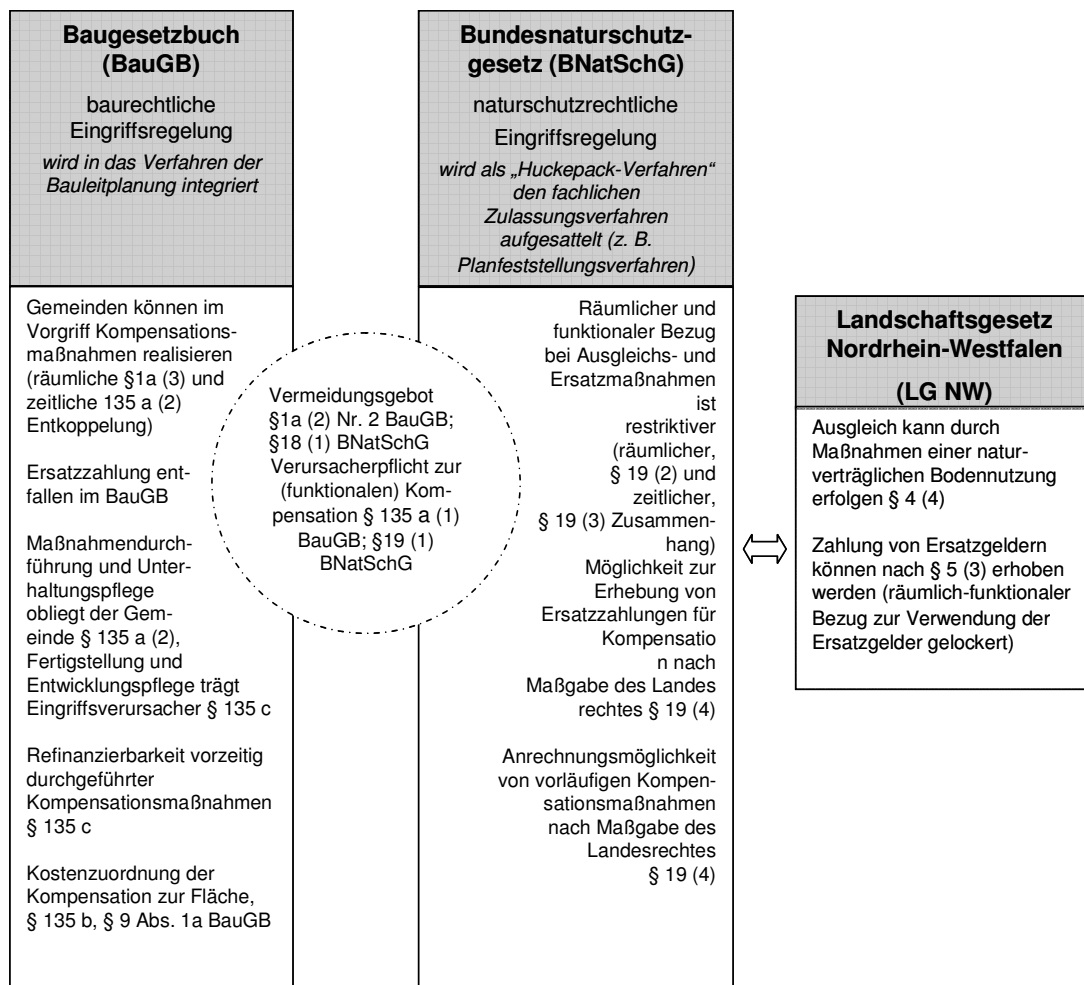 Baugesetzbuch
(BauGB)
baurechtliche
Eingriffsregelung
wird in das Verfahren der
Bauleitplanung integriert
Gemeinden können im
Vorgriff Kompensations-
maßnahmen realisieren
(räumliche §1a (3) und
zeitliche 135 a (2)
Entkoppelung)
Ersatzzahlung ent-
fallen im BauGB
Maßnahmendurch-
führung und Unter-
haltungspflege
obliegt der Gem-
einde § 135 a (2),
Fertigstellung und
Entwicklungspflege trägt
Eingriffsverursacher § 135 c
Refinanzierbarkeit vorzeitig
durchgeführter
Kompensationsmaßnahmen
§ 135 c
Kostenzuordnung der
Kompensation zur Fläche,
§ 135 b, § 9 Abs. 1a BauGB
Vermeidungsgebot
§1a (2) Nr. 2 BauGB;
§18 (1) BNatSchG
Verursacherpflicht zur
(funktionalen) Kom-
pensation § 135 a (1)
BauGB; §19 (1)
BNatSchG
Bundesnaturschutz-
gesetz (BNatSchG)
naturschutzrechtliche
Eingriffsregelung
wird als „Huckepack-Verfahren“
den fachlichen
Zulassungsverfahren
aufgesattelt (z. B.
Planfeststellungsverfahren)
Räumlicher und
funktionaler Bezug
bei Ausgleichs- und
Ersatzmaßnahmen
ist
restriktiver
(räumlicher,
§ 19 (2) und
zeitlicher,
§ 19 (3) Zusammen-
hang)
Möglichkeit zur
Erhebung von
Ersatzzahlungen für
Kompensatio
n nach
Maßgabe des Landes
rechtes § 19 (4)
Anrechnungsmöglichkeit
von vorläufigen Kompen-
sationsmaßnahmen
nach Maßgabe des
Landesrechtes
§ 19 (4)
Landschaftsgesetz
Nordrhein-Westfalen
(LG NW)
Ausgleich kann durch
Maßnahmen einer natur-
verträglichen Bodennutzung
erfolgen § 4 (4)
Zahlung von Ersatzgeldern
können nach § 5 (3) erhoben
werden (räumlich-funktionaler
Bezug zur Verwendung der
Ersatzgelder gelockert)